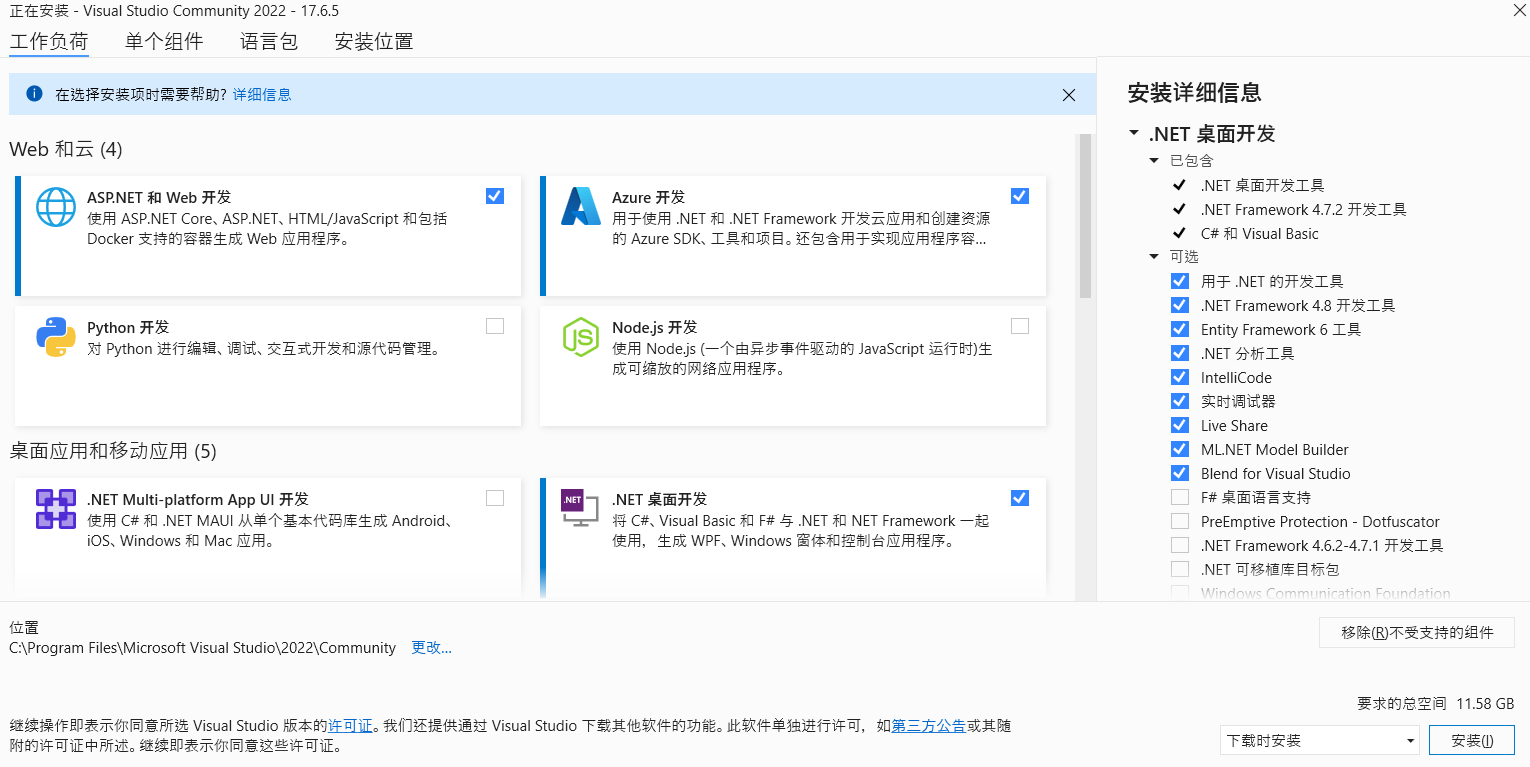 正在安装 - Visual Studio Community 2022 - 17.6.5
工作负荷 单个组件 语言包 安装位置
在选择安装项时需要帮助? 详细信息
Web 和云 (4)
ASP.NET 和 Web 开发
使用 ASP.NET Core、ASP.NET、HTML/JavaScript 和包括
Docker 支持的容器生成 Web 应用程序。
Azure 开发
用于使用 .NET 和 .NET Framework 开发云应用和创建资源
的 Azure SDK、工具和项目。还包含用于实现应用程序容...
Python 开发
对 Python 进行编辑、调试、交互式开发和源代码管理。
JS
Node.js 开发
使用 Node.js (一个由异步事件驱动的 JavaScript 运行时)生
成可缩放的网络应用程序。
桌面应用和移动应用 (5)
.NET Multi-platform App UI 开发
使用 C# 和 .NET MAUI 从单个基本代码库生成 Android、
iOS、Windows 和 Mac 应用。
.NET
.NET 桌面开发
将 C#、Visual Basic 和 F# 与 .NET 和 NET Framework 一起
使用，生成 WPF、Windows 窗体和控制台应用程序。
安装详细信息
.NET 桌面开发
已包含
.NET 桌面开发工具
.NET Framework 4.7.2 开发工具
C# 和 Visual Basic
可选
用于 .NET 的开发工具
.NET Framework 4.8 开发工具
Entity Framework 6 工具
.NET 分析工具
IntelliCode
实时调试器
Live Share
ML.NET Model Builder
Blend for Visual Studio
F# 桌面语言支持
PreEmptive Protection - Dotfuscator
.NET Framework 4.6.2-4.7.1 开发工具
.NET 可移植库目标包
Windows Communication Foundation
位置
C:\Program Files\Microsoft Visual Studio\2022\Community 更改...
移除(R)不受支持的组件
要求的总空间 11.58 GB
继续操作即表示你同意所选 Visual Studio 版本的许可证。我们还提供通过 Visual Studio 下载其他软件的功能。此软件单独进行许可，如第三方公告或其随
附的许可证中所述。继续即表示你同意这些许可证。
下载时安装
安装(I)